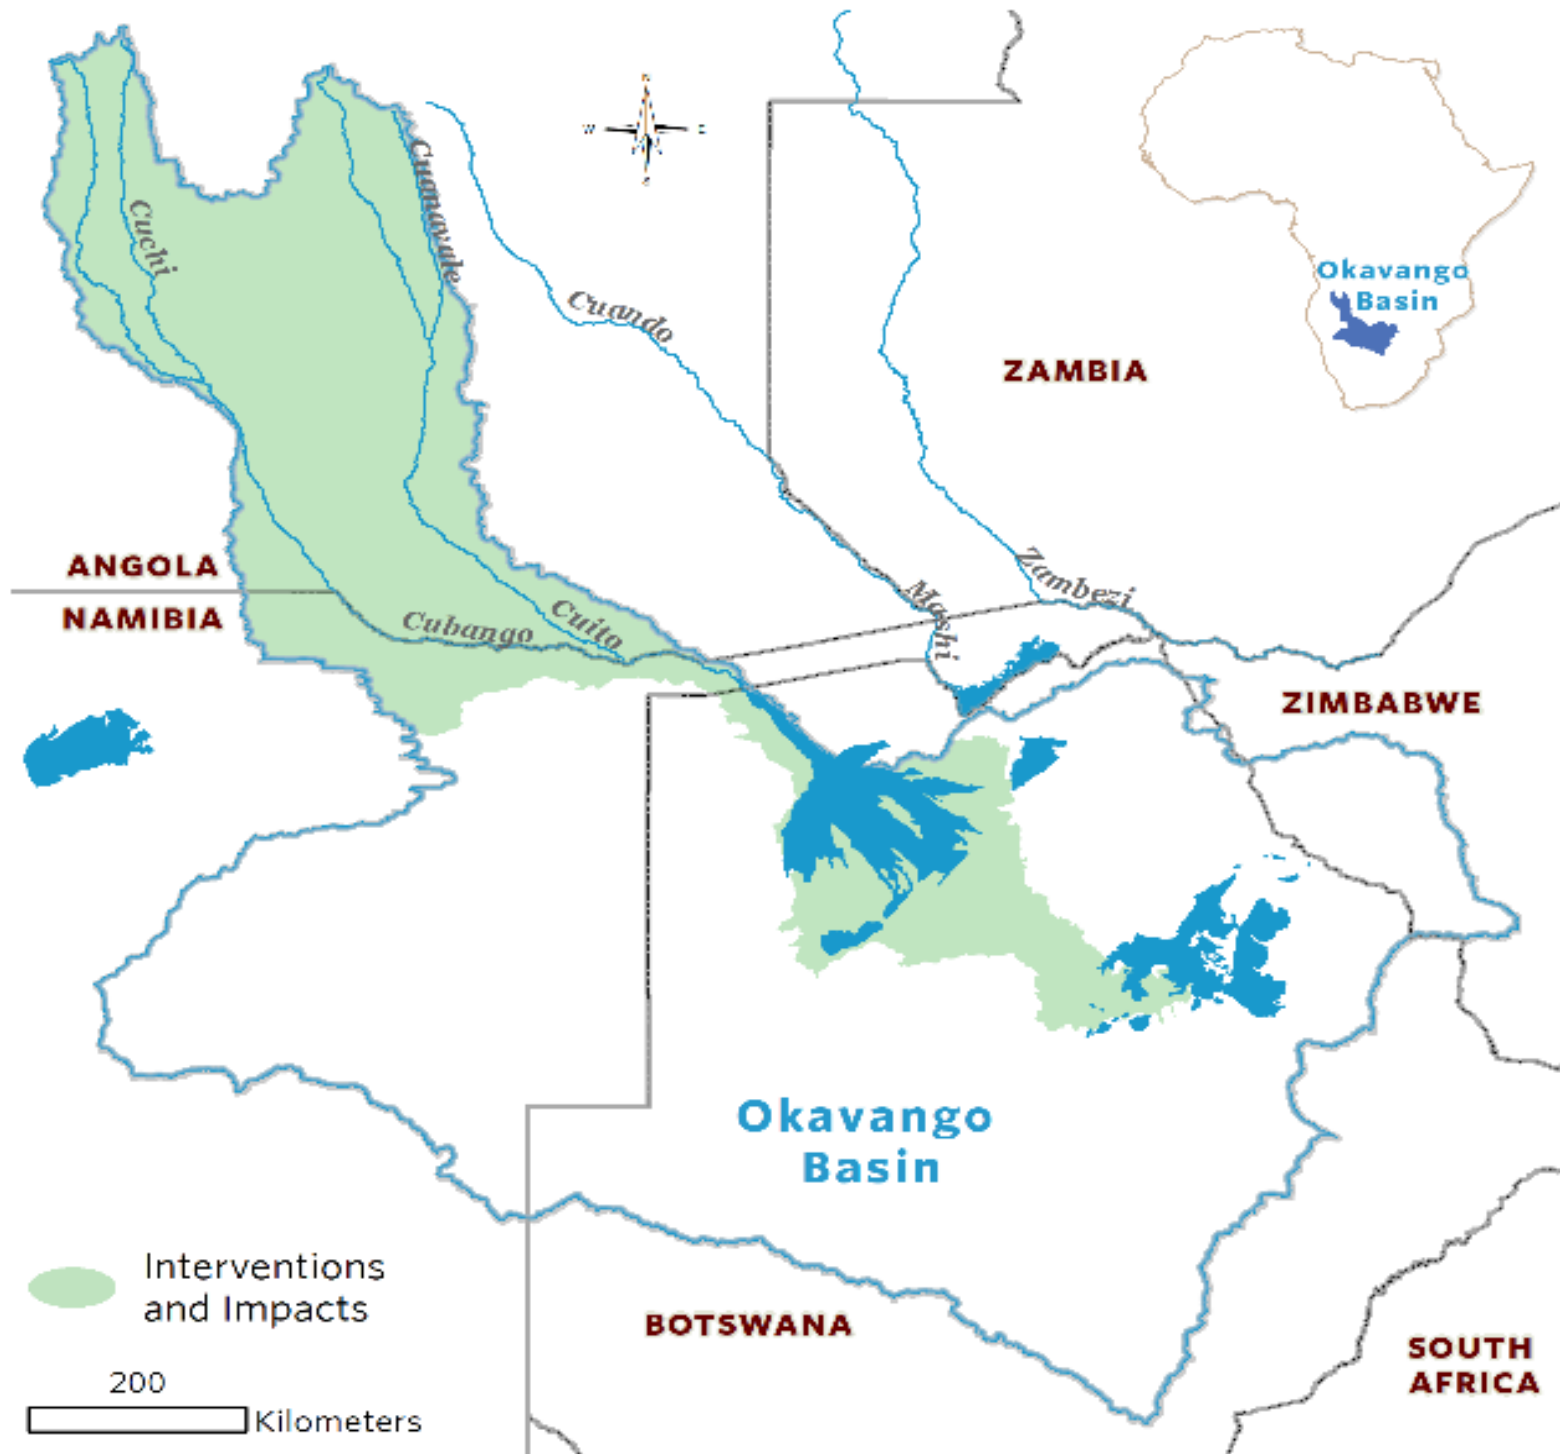 N
W
E
S
Cuchi
Cuanavale
Cuando
Okavango
Basin
ZAMBIA
ANGOLA
NAMIBIA
Cubango
Cuito
Mashi
Zambezi
ZIMBABWE
Okavango
Basin
Interventions
and Impacts
BOTSWANA
SOUTH
AFRICA
200
Kilometers